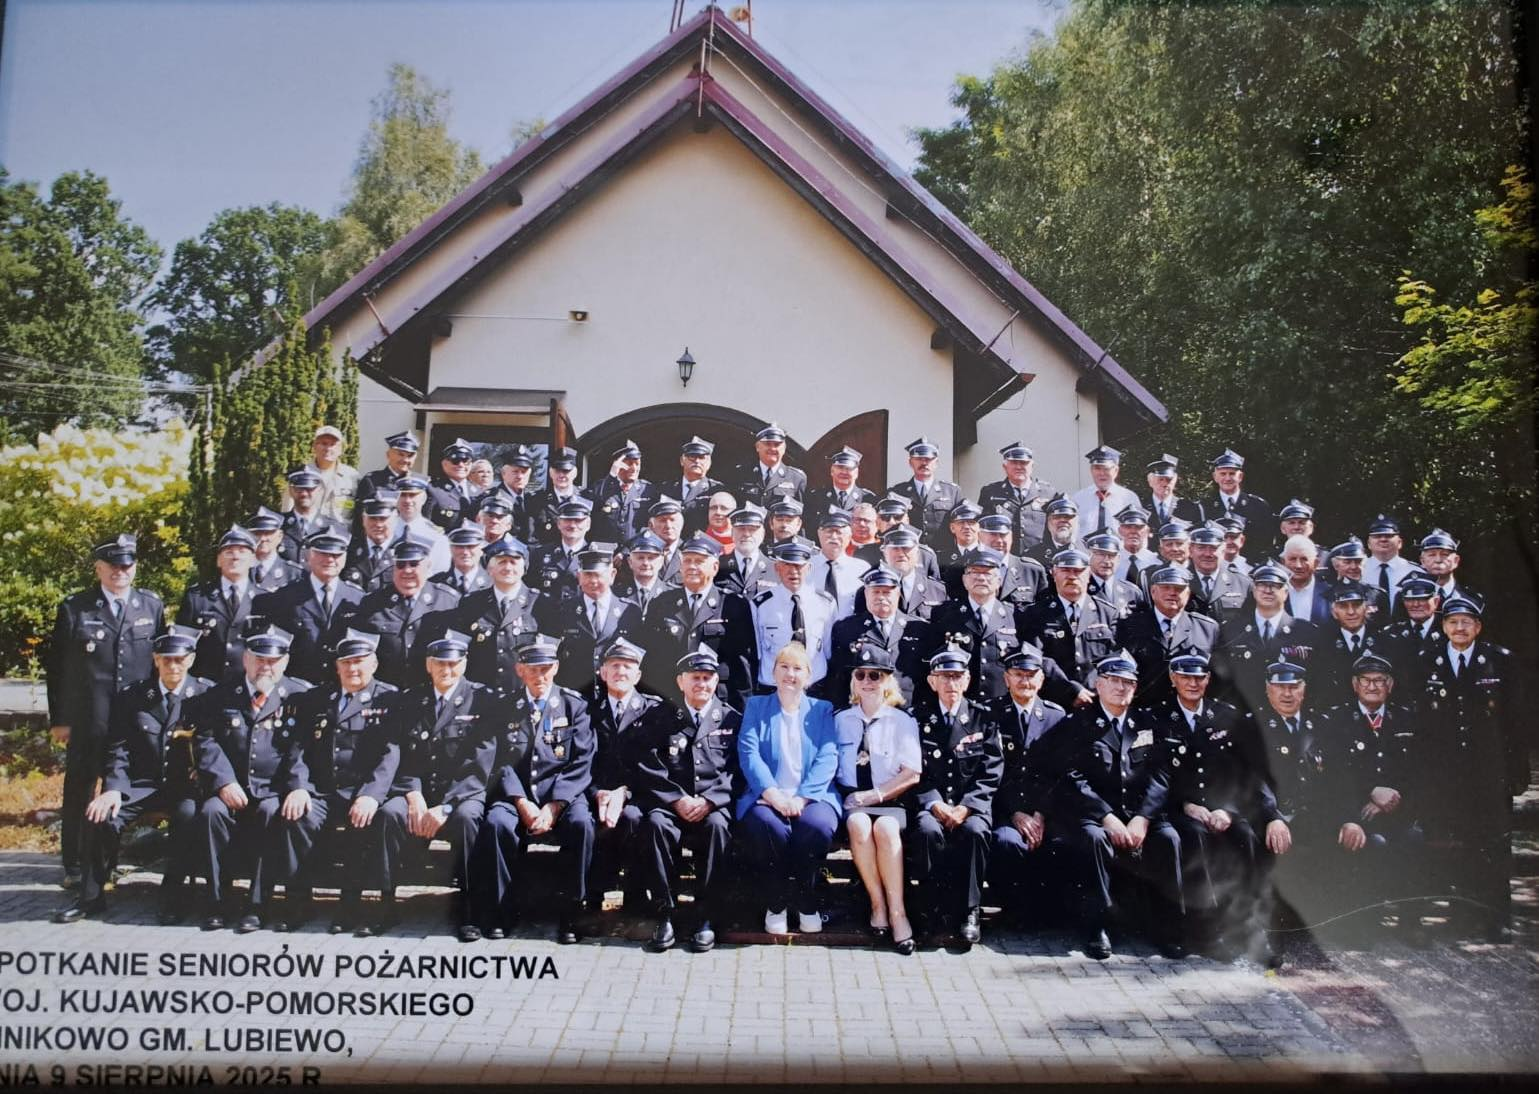 POTKANIE SENIORÓW POŻARNICTWA
OJ. KUJAWSKO-POMORSKIEGO
NIKOWO GM. LUBIEWO,
NIA 9 SIERPNIA 2025 R